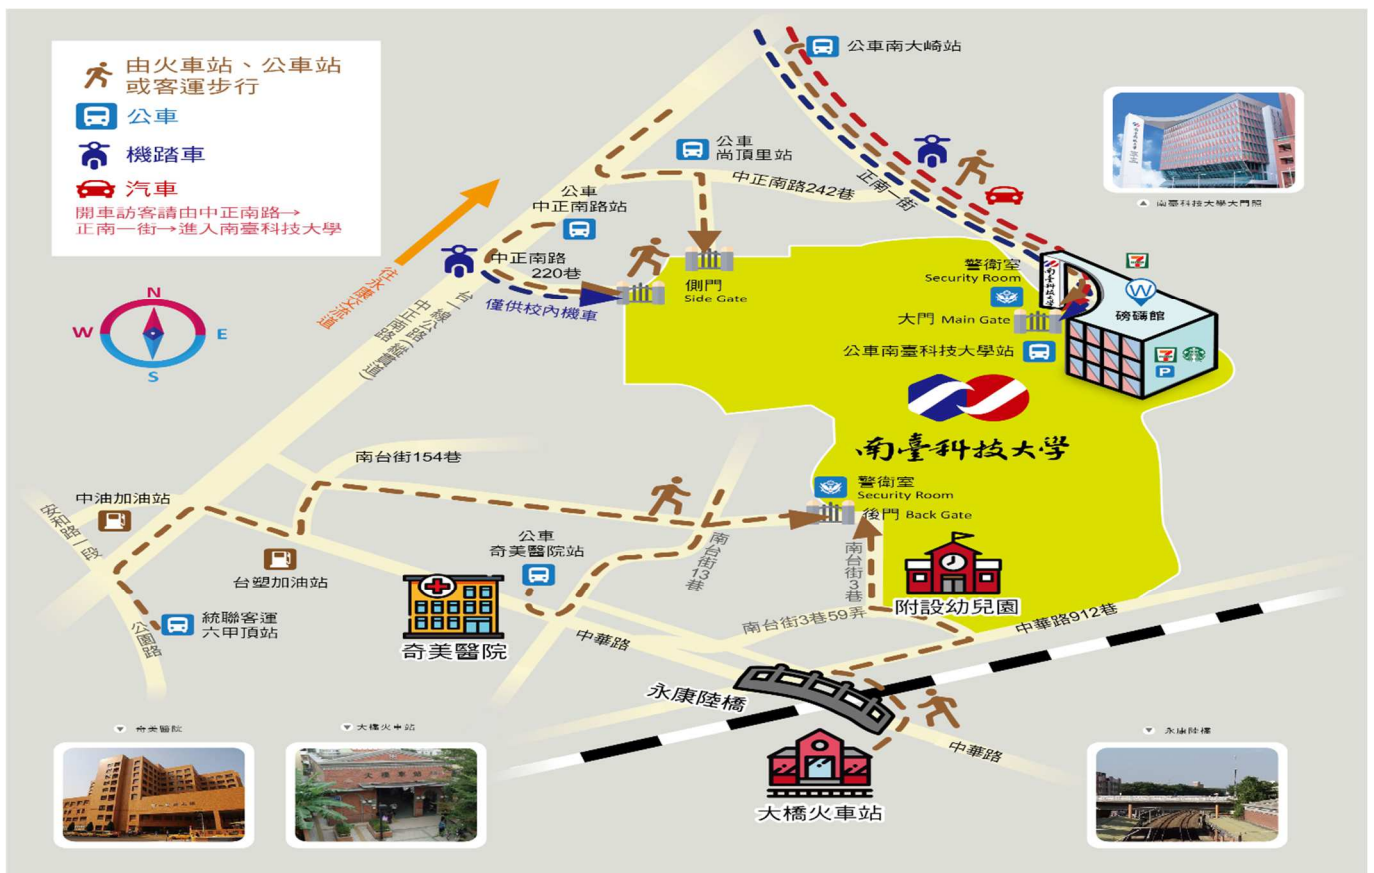 由火車站、公車站
或客運步行
公車
機踏車
汽車
開車訪客請由中正南路→
正南一街→進入南臺科技大學
N
W
E
S
往永康交流道
台一線公路(縱貫道)
中正南路
公車南大崎站
公車
尚頂里站
中正南路242巷
正南一街
公車
中正南路站
中正南路
220巷
僅供校內機車
側門
Side Gate
警衛室
Security Room
大門 Main Gate
公車南臺科技大學站
南臺科技大學
7
W
磅礴館
7
P
南臺科技大學大門照
南臺科技大學
警衛室
Security Room
後門 Back Gate
南台街154巷
中油加油站
安和路一段
台塑加油站
公車
奇美醫院站
南台街13巷
南台街3巷
附設幼兒園
南台街3巷59弄
中華路912巷
統聯客運
六甲頂站
公園路
奇美醫院
中華路
永康陸橋
中華路
大橋火車站
奇美醫院
大橋火車站
永康陸橋
大橋車站